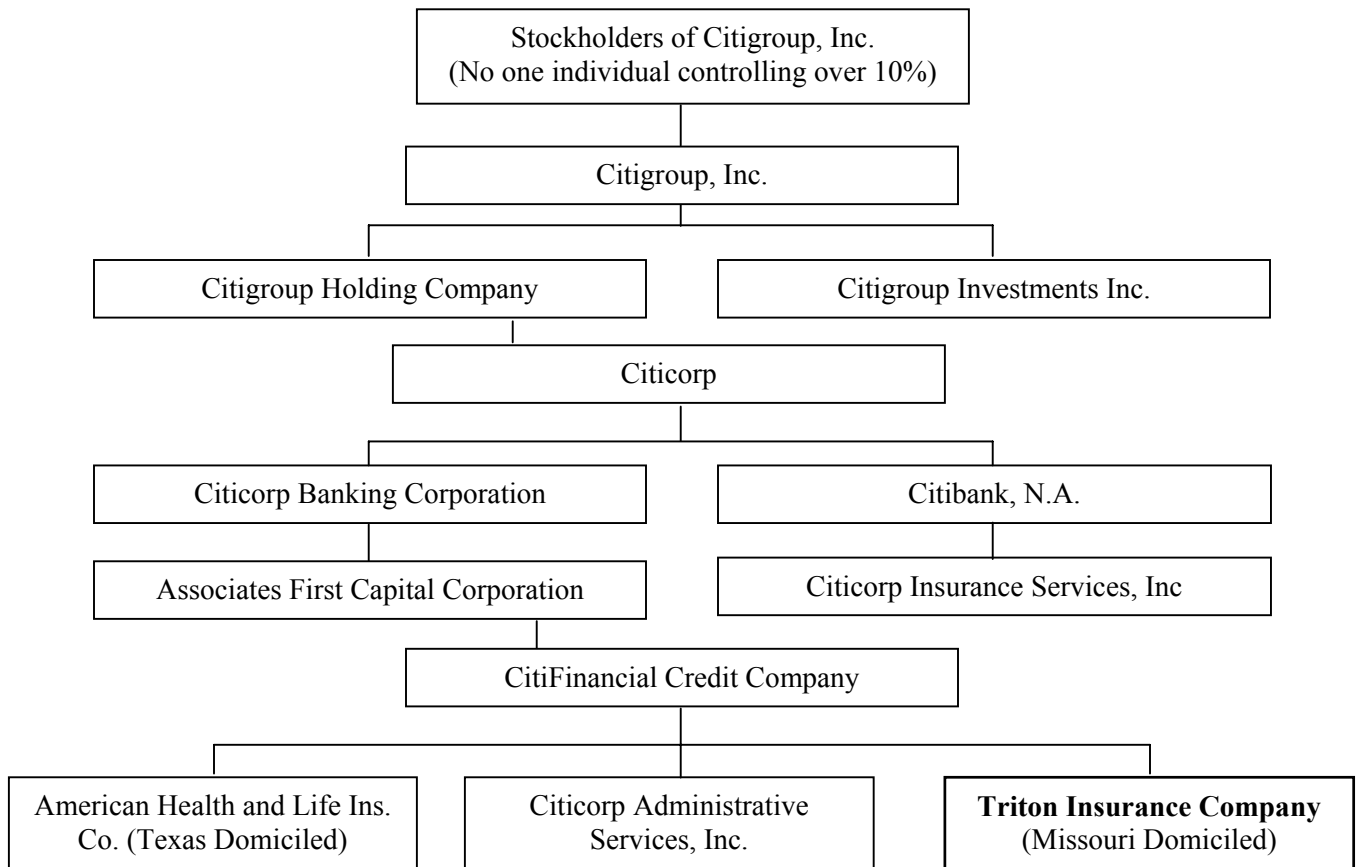 Stockholders of Citigroup, Inc.
(No one individual controlling over 10%)
Citigroup, Inc.
Citigroup Holding Company
Citigroup Investments Inc.
Citicorp
Citicorp Banking Corporation
Citibank, N.A.
Associates First Capital Corporation
Citicorp Insurance Services, Inc
CitiFinancial Credit Company
American Health and Life Ins.
Co. (Texas Domiciled)
Citicorp Administrative
Services, Inc.
Triton Insurance Company
(Missouri Domiciled)